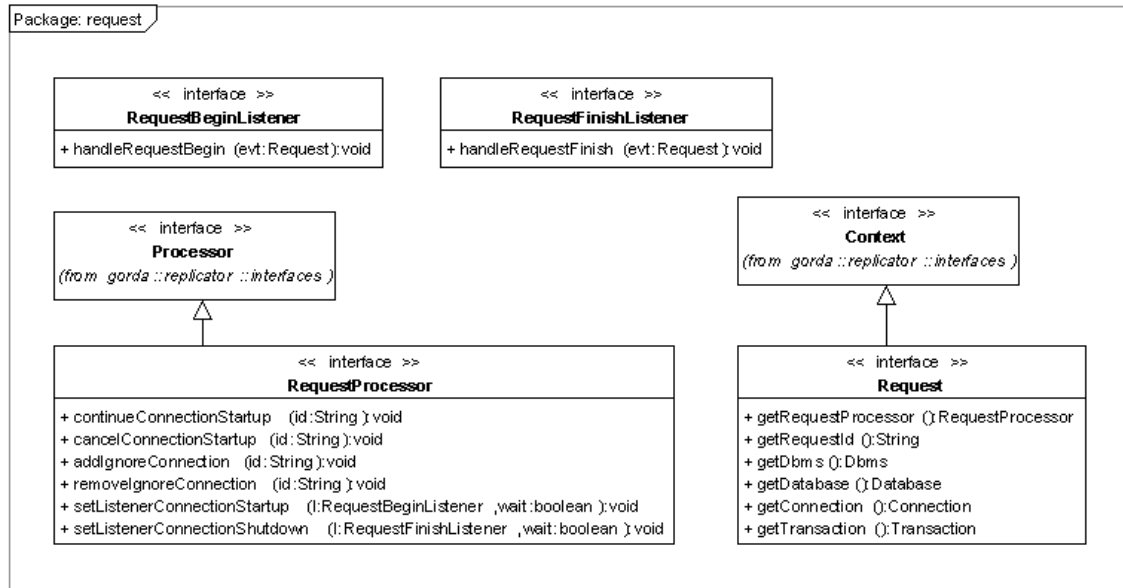 Package: request
<< interface >>
RequestBeginListener
+ handleRequestBegin (evt:Request):void
<< interface >>
RequestFinishListener
+ handleRequestFinish (evt:Request):void
<< interface >>
Processor
(from gorda::replicator::interfaces)
<< interface >>
Context
(from gorda::replicator::interfaces)
<< interface >>
RequestProcessor
+ continueConnectionStartup (id:String):void
+ cancelConnectionStartup (id:String):void
+ addIgnoreConnection (id:String):void
+ removeIgnoreConnection (id:String):void
+ setListenerConnectionStartup (l:RequestBeginListener ,wait:boolean ):void
+ setListenerConnectionShutdown (l:RequestFinishListener ,wait:boolean ):void
<< interface >>
Request
+ getRequestProcessor ():RequestProcessor
+ getRequestId ():String
+ getDbms ():Dbms
+ getDatabase ():Database
+ getConnection ():Connection
+ getTransaction ():Transaction